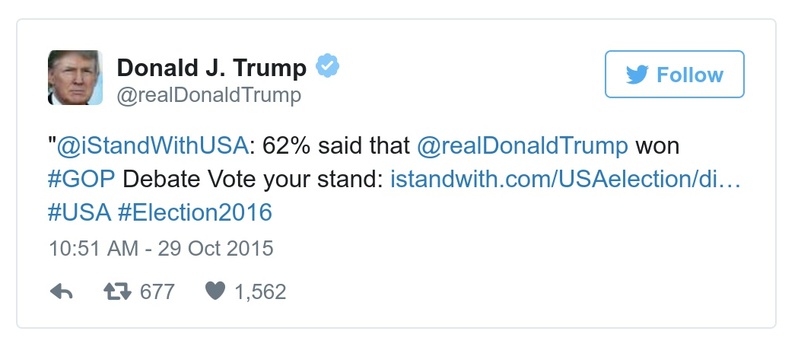 Donald J. Trump
@realDonaldTrump
Follow
"@iStandWithUSA: 62% said that @realDonaldTrump won
#GOP Debate Vote your stand: istandwith.com/USAelection/di…
#USA #Election2016
10:51 AM - 29 Oct 2015
677 1,562